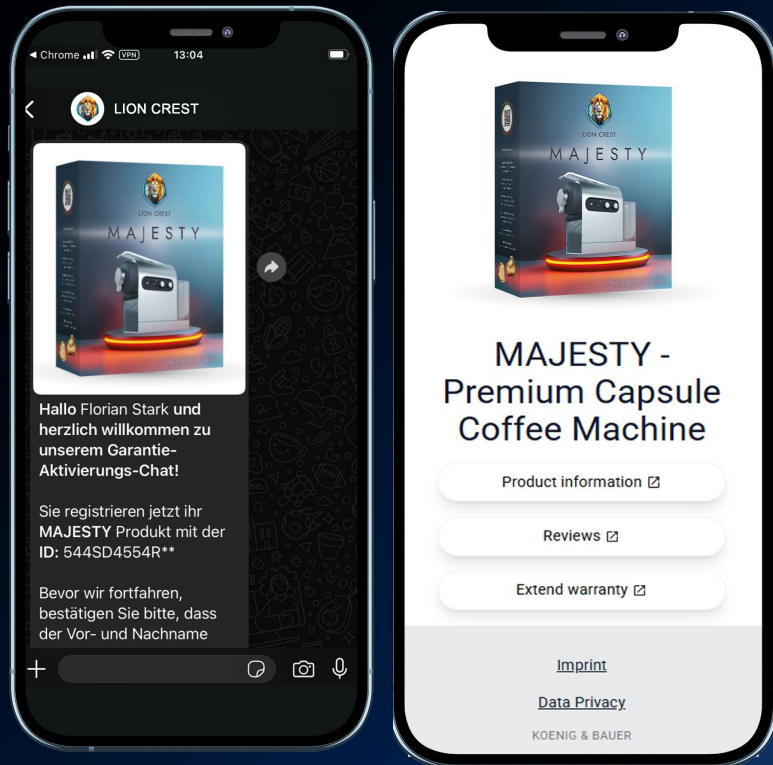 Chrome
VPN
13:04
LION CREST
LION CREST
MAJESTY
Hallo Florian Stark und
herzlich willkommen zu
unserem Garantie-
Aktivierungs-Chat!
Sie registrieren jetzt ihr
MAJESTY Produkt mit der
ID: 544SD4554R**
Bevor wir fortfahren,
bestätigen Sie bitte, dass
der Vor- und Nachname
LION CREST
MAJESTY
MAJESTY -
Premium Capsule
Coffee Machine
Product information
Reviews
Extend warranty
Imprint
Data Privacy
KOENIG & BAUER